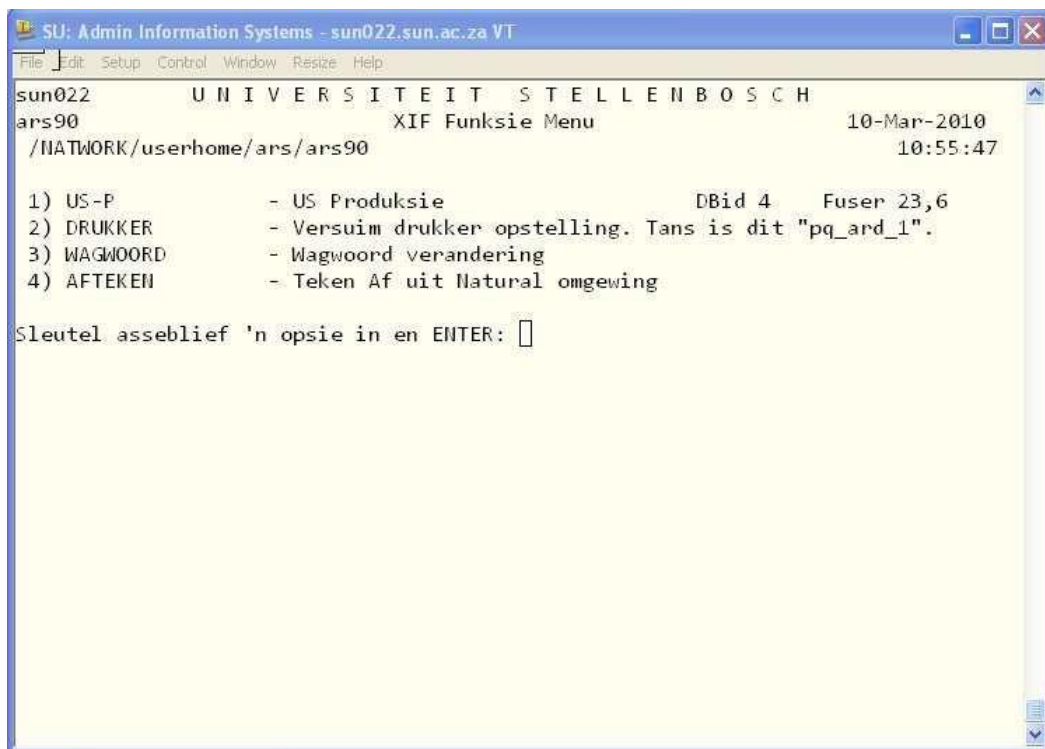 SU: Admin Information Systems - sun022.sun.ac.za VT
File Edit Setup Control Window Resize Help
sun022 U N I V E R S I T E I T S T E L L E N B O S C H
ars90 XIF Funksie Menu 10-Mar-2010
/NATWORK/userhome/ars/ars90 10:55:47
1) US-P - US Produksie DBid 4 Fuser 23,6
2) DRUKKER - Versuim drukker opstelling. Tans is dit "pq_ard_1".
3) WAGWOORD - Wagwoord verandering
4) AFTEKEN - Teken Af uit Natural omgewing
Sleutel asseblief 'n opsie in en ENTER: